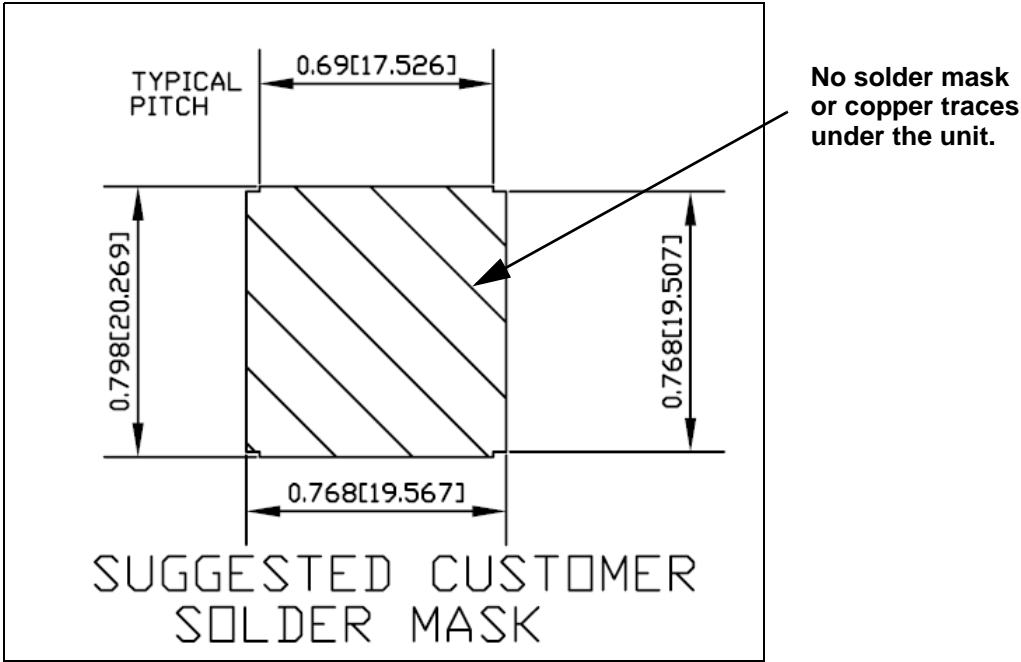 TYPICAL
PITCH
0.69[17.526]
No solder mask
or copper traces
under the unit.
0.798[20.269]
0.768[19.507]
0.768[19.567]
SUGGESTED CUSTOMER
SOLDER MASK